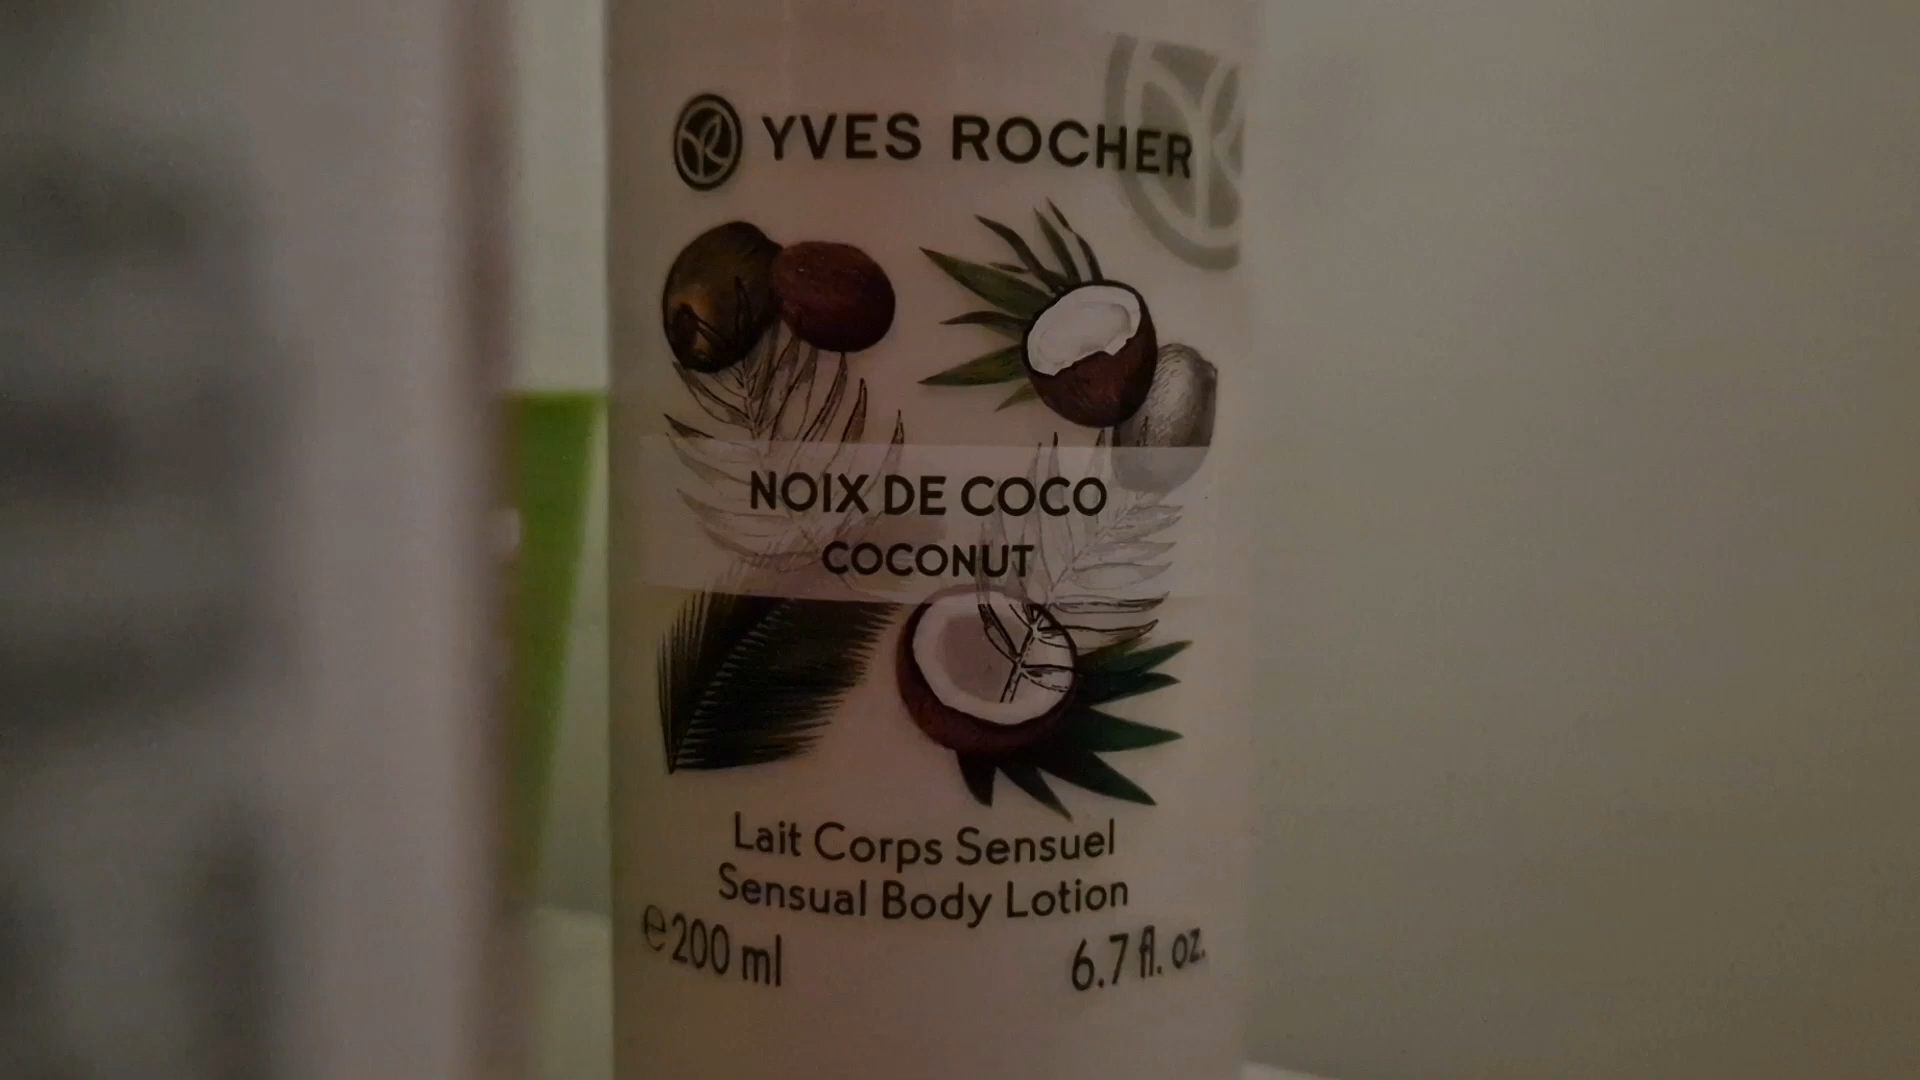 YVES ROCHER
NOIX DE COCO
COCONUT
Lait Corps Sensuel
Sensual Body Lotion
℮200 ml
6.7 fl. oz.